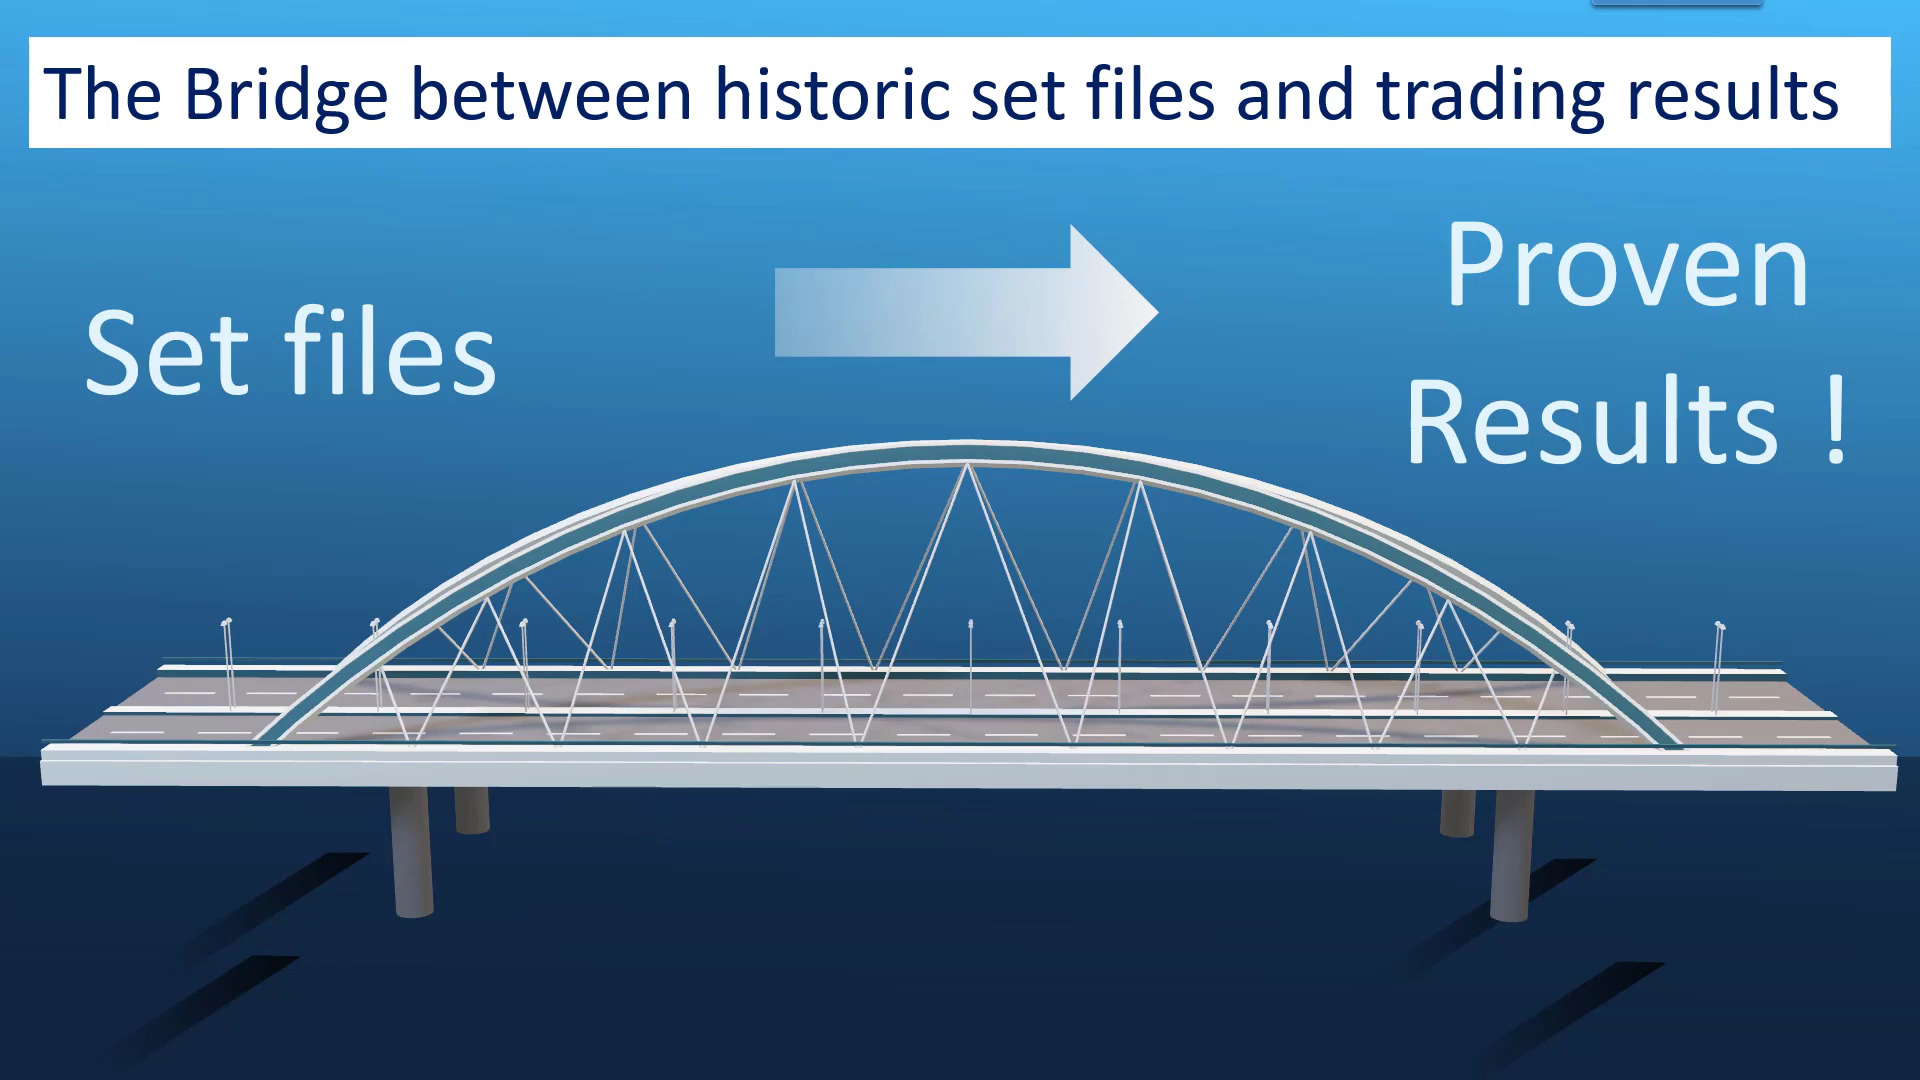 The Bridge between historic set files and trading results
Set files
Proven
Results !